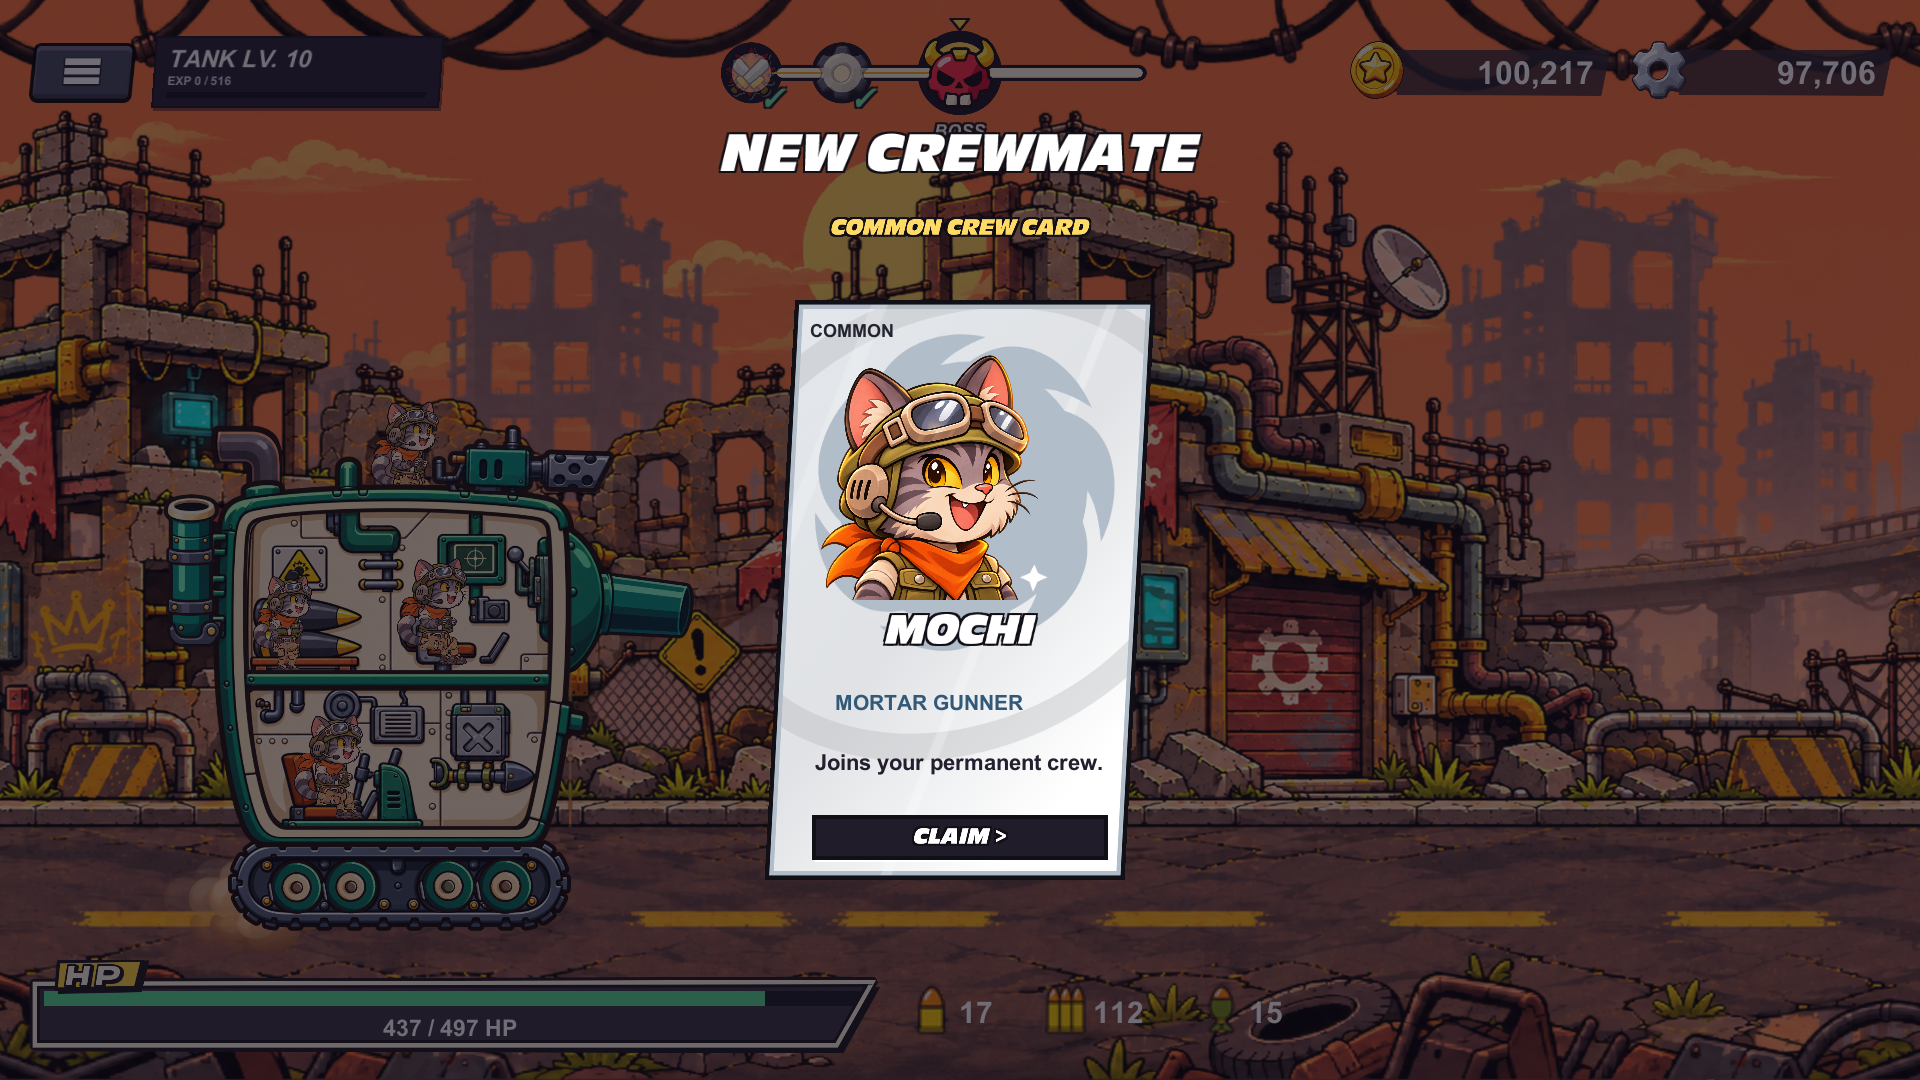 TANK LV. 10
EXP 0 / 516
BOSS
100,217
97,706
NEW CREWMATE
COMMON CREW CARD
COMMON
MOCHI
MORTAR GUNNER
Joins your permanent crew.
CLAIM >
HP
437 / 497 HP
17
112
15